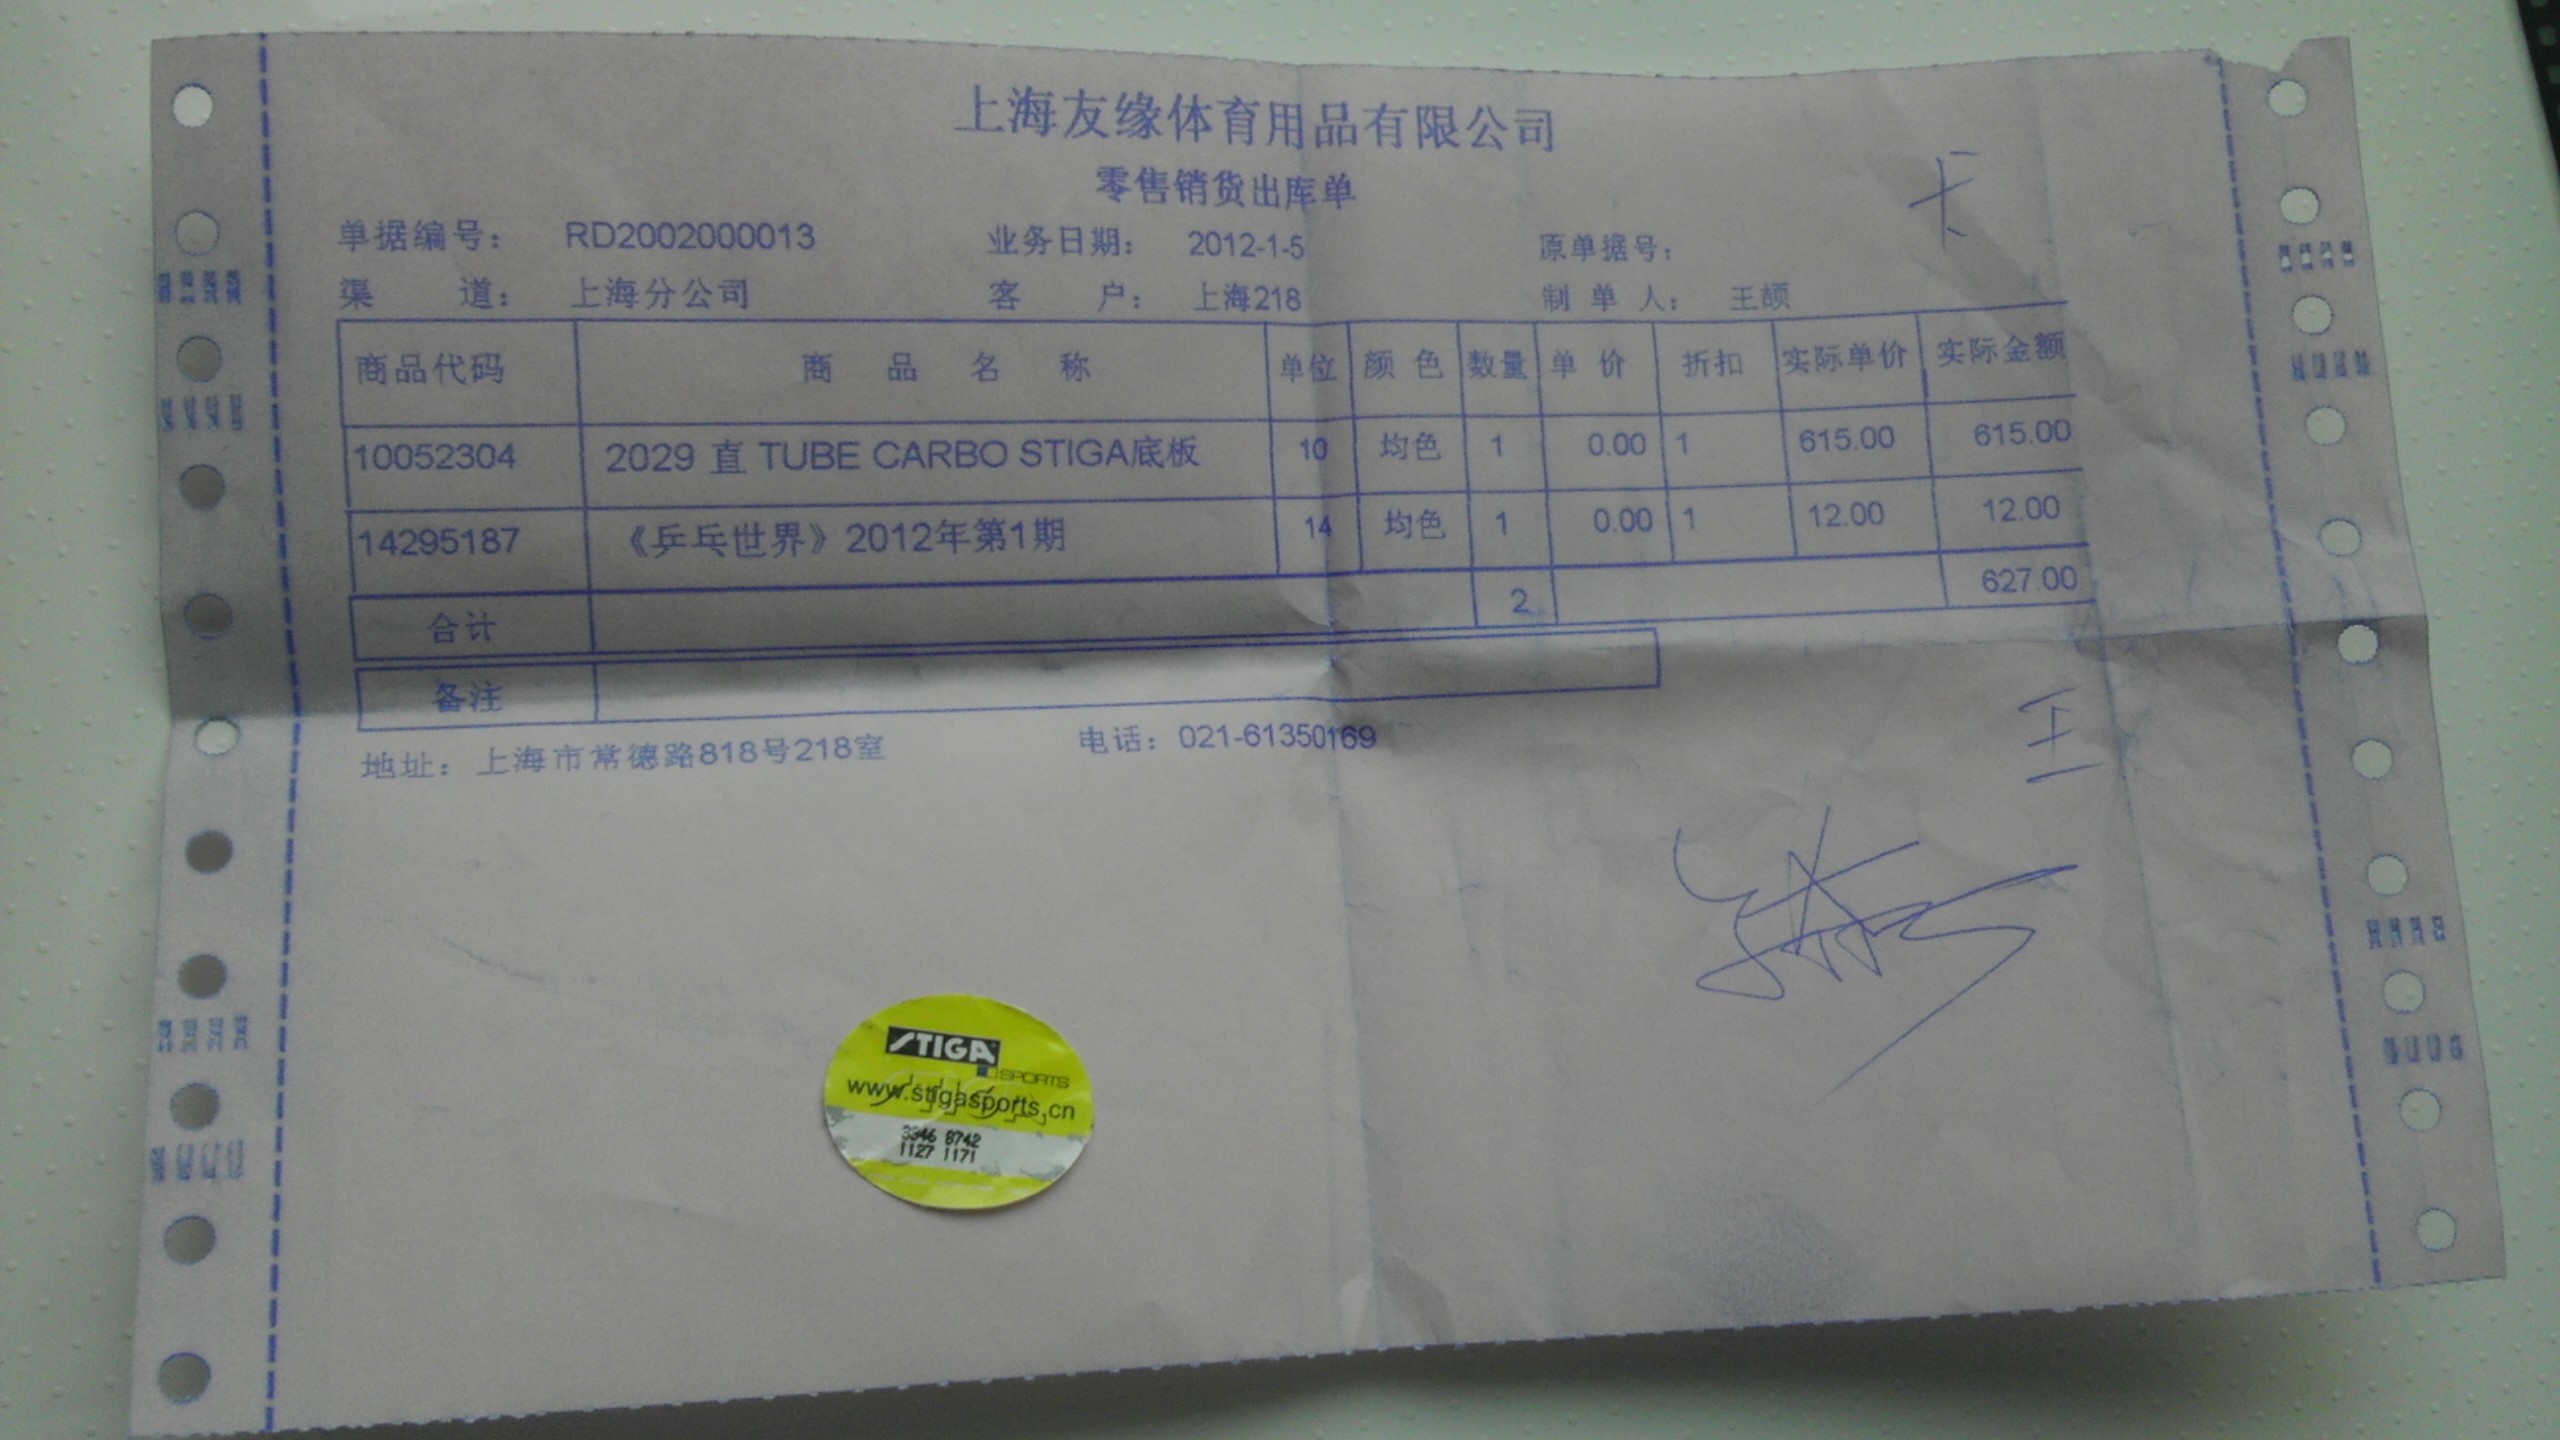 上海友缘体育用品有限公司
零售销货出库单
卡
单据编号： RD2002000013 业务日期： 2012-1-5 原单据号：
渠 道： 上海分公司 客 户： 上海218 制 单 人： 王颀
商品代码 商 品 名 称 单位 颜 色 数量 单 价 折扣 实际单价 实际金额
10052304 2029 直 TUBE CARBO STIGA底板 10 均色 1 0.00 1 615.00 615.00
14295187 《乒乓世界》2012年第1期 14 均色 1 0.00 1 12.00 12.00
合计 2 627.00
备注
地址： 上海市常德路818号218室 电话：021-61350169
王
STIGA
SPORTS
www.stigasports.cn
3346 8742
1127 1171